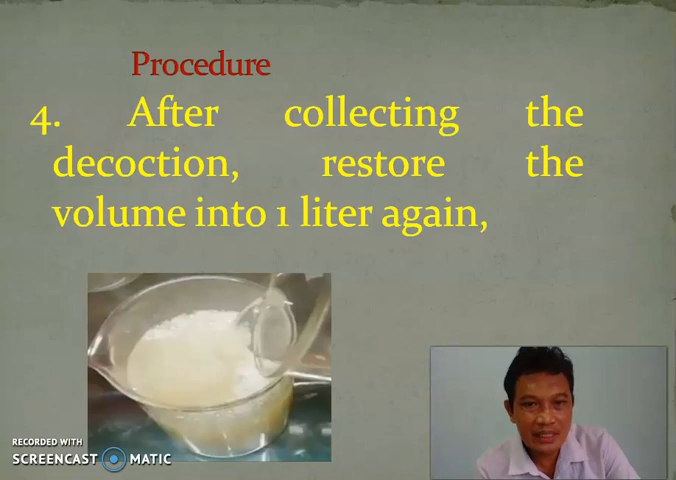 Procedure
4. After collecting the
decoction, restore the
volume into 1 liter again,
RECORDED WITH
SCREENCAST MATIC